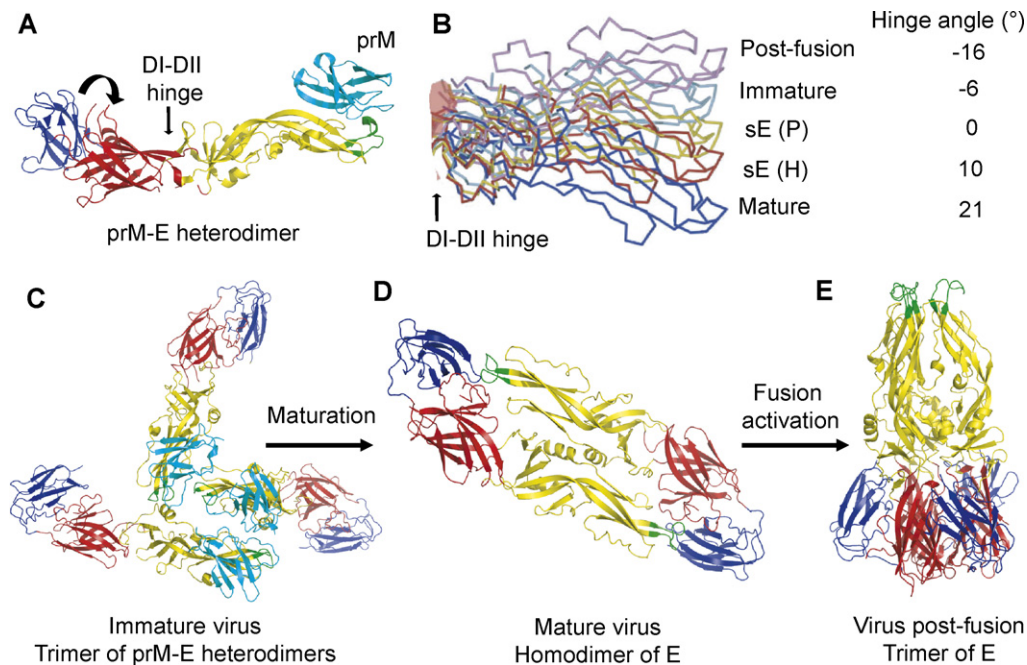 A
prM
DI-DII
hinge
prM-E heterodimer
B
Hinge angle (°)
Post-fusion -16
Immature -6
sE (P) 0
sE (H) 10
Mature 21
DI-DII hinge
C
Maturation
Immature virus
Trimer of prM-E heterodimers
D
Fusion
activation
Mature virus
Homodimer of E
E
Virus post-fusion
Trimer of E